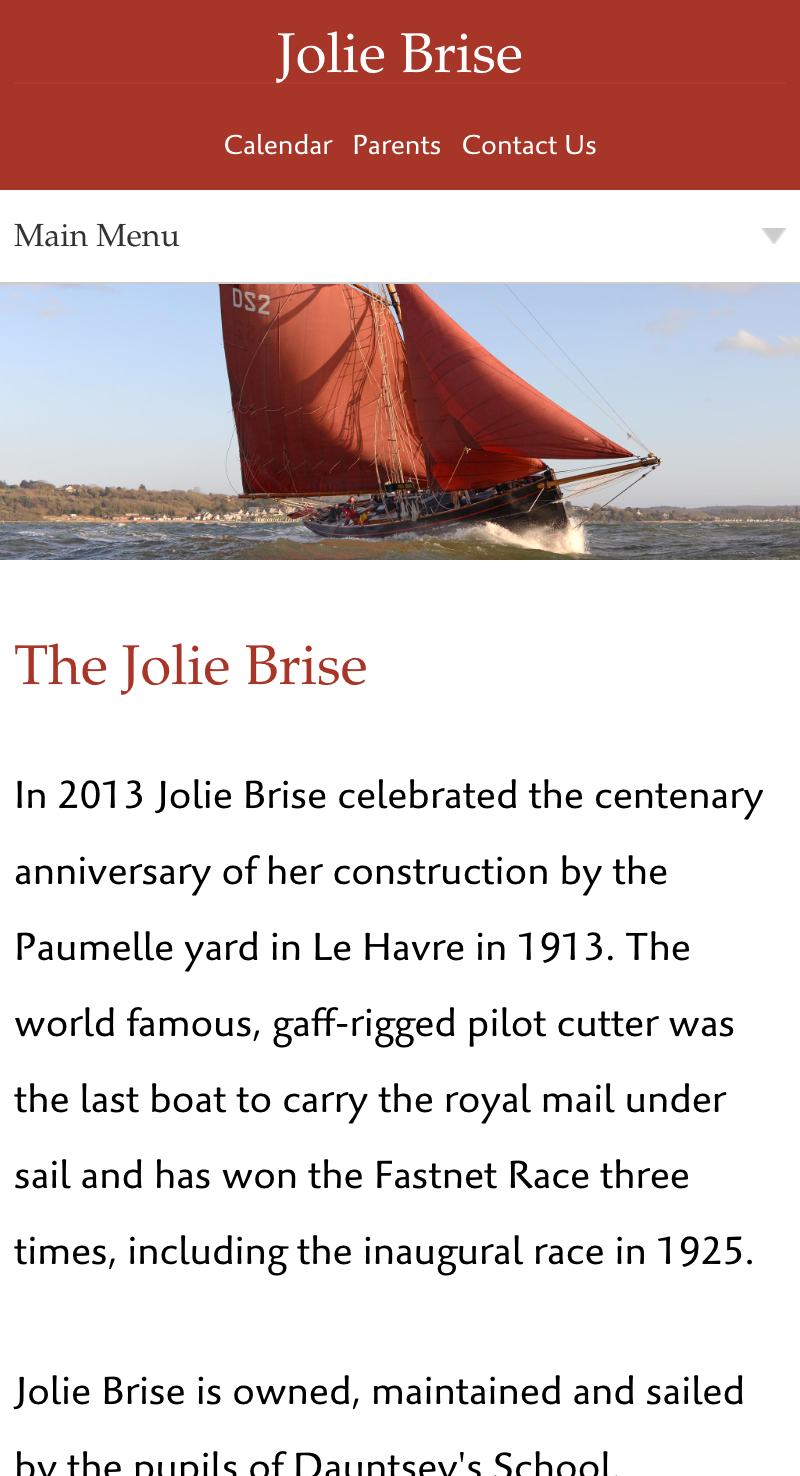 Jolie Brise
Calendar Parents Contact Us
Main Menu
DS2
The Jolie Brise
In 2013 Jolie Brise celebrated the centenary
anniversary of her construction by the
Paumelle yard in Le Havre in 1913. The
world famous, gaff-rigged pilot cutter was
the last boat to carry the royal mail under
sail and has won the Fastnet Race three
times, including the inaugural race in 1925.
Jolie Brise is owned, maintained and sailed
by the pupils of Dauntsey's School.